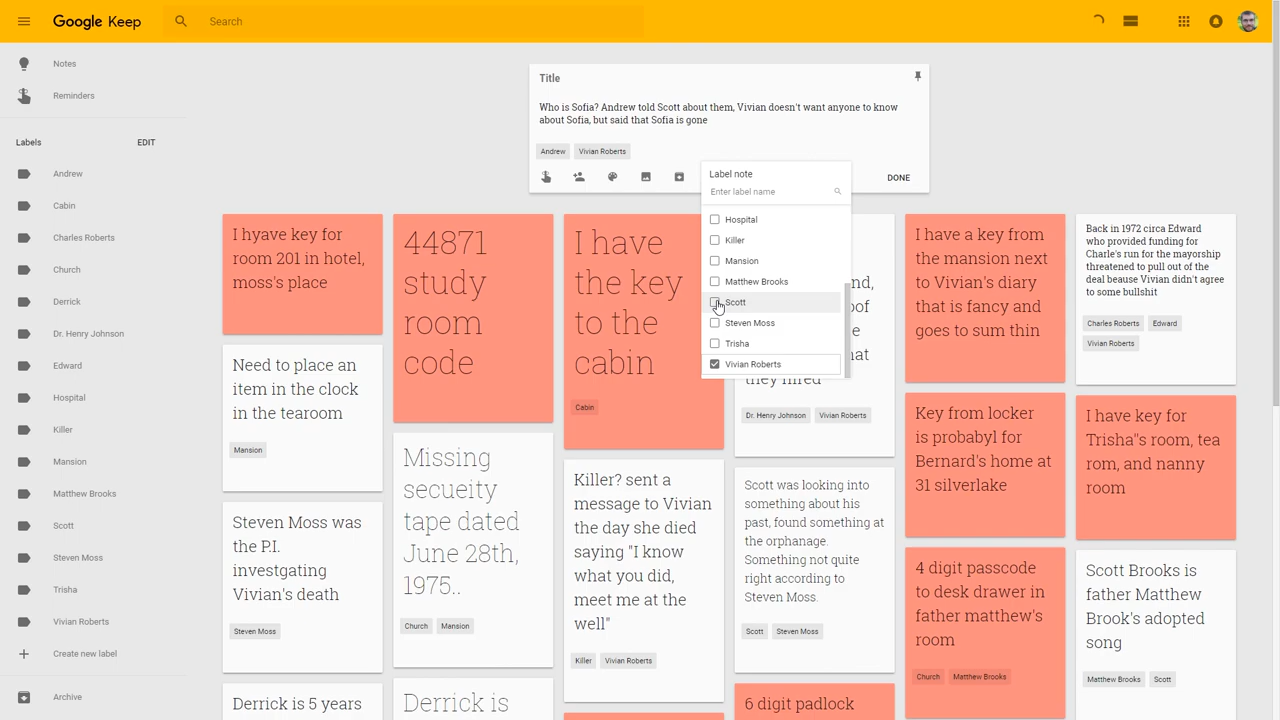 Google Keep
Search
Notes
Reminders
Labels
EDIT
Andrew
Cabin
Charles Roberts
Church
Derrick
Dr. Henry Johnson
Edward
Hospital
Killer
Mansion
Matthew Brooks
Scott
Steven Moss
Trisha
Vivian Roberts
Create new label
Archive
Title
Who is Sofia? Andrew told Scott about them, Vivian doesn't want anyone to know
about Sofia, but said that Sofia is gone
Andrew
Vivian Roberts
DONE
Label note
Enter label name
Hospital
Killer
Mansion
Matthew Brooks
Scott
Steven Moss
Trisha
Vivian Roberts
I hyave key for
room 201 in hotel,
moss's place
Need to place an
item in the clock
in the tearoom
Mansion
Steven Moss was
the P.I.
investgating
Vivian's death
Steven Moss
Derrick is 5 years
44871
study
room
code
Missing
secueity
tape dated
June 28th,
1975..
Church
Mansion
Derrick is
I have
the key
to the
cabin
Cabin
Killer? sent a
message to Vivian
the day she died
saying "I know
what you did,
meet me at the
well"
Killer
Vivian Roberts
they hired
Dr. Henry Johnson
Vivian Roberts
Scott was looking into
something about his
past, found something at
the orphanage.
Something not quite
right according to
Steven Moss.
Scott
Steven Moss
6 digit padlock
I have a key from
the mansion next
to Vivian's diary
that is fancy and
goes to sum thin
Key from locker
is probabyl for
Bernard's home at
31 silverlake
4 digit passcode
to desk drawer in
father matthew's
room
Church
Matthew Brooks
Back in 1972 circa Edward
who provided funding for
Charle's run for the mayorship
threatened to pull out of the
deal beause Vivian didn't agree
to some bullshit
Charles Roberts
Edward
Vivian Roberts
I have key for
Trisha"s room, tea
rom, and nanny
room
Scott Brooks is
father Matthew
Brook's adopted
song
Matthew Brooks
Scott